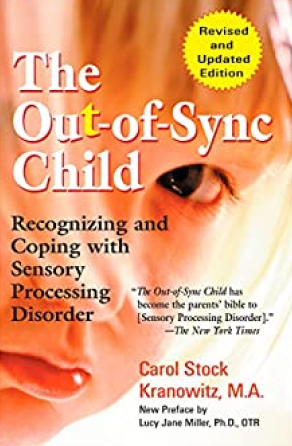 Revised
and
Updated
Edition
The
Out-of-Sync
Child
Recognizing and
Coping with
Sensory
Processing
Disorder
“The Out-of-Sync Child has
become the parents’ bible to
[Sensory Processing Disorder].”
—The New York Times
Carol Stock
Kranowitz, M.A.
New Preface by
Lucy Jane Miller, Ph.D., OTR